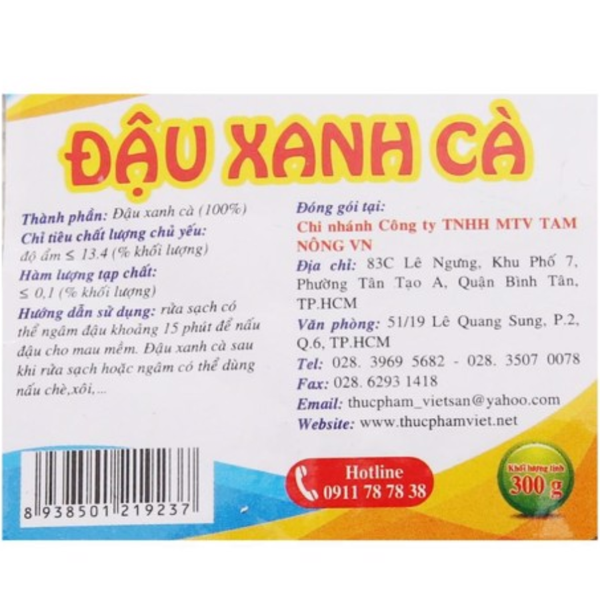 ĐẬU XANH CÀ
Thành phần: Đậu xanh cà (100%)
Chỉ tiêu chất lượng chủ yếu:
độ ẩm ≤ 13.4 (% khối lượng)
Hàm lượng tạp chất:
≤ 0,1 (% khối lượng)
Hướng dẫn sử dụng: rửa sạch có
thể ngâm đậu khoảng 15 phút để nấu
đậu cho mau mềm. Đậu xanh cà sau
khi rửa sạch hoặc ngâm có thể dùng
nấu chè,xôi,...
Đóng gói tại:
Chi nhánh Công ty TNHH MTV TAM
NÔNG VN
Địa chỉ: 83C Lê Ngưng, Khu Phố 7,
Phường Tân Tạo A, Quận Bình Tân,
TP.HCM
Văn phòng: 51/19 Lê Quang Sung, P.2,
Q.6, TP.HCM
Tel: 028. 3969 5682 - 028. 3507 0078
Fax: 028. 6293 1418
Email: thucpham_vietsan@yahoo.com
Website: www.thucphamviet.net
8 938501 219237
Hotline
0911 78 78 38
Khối lượng tịnh
300 g